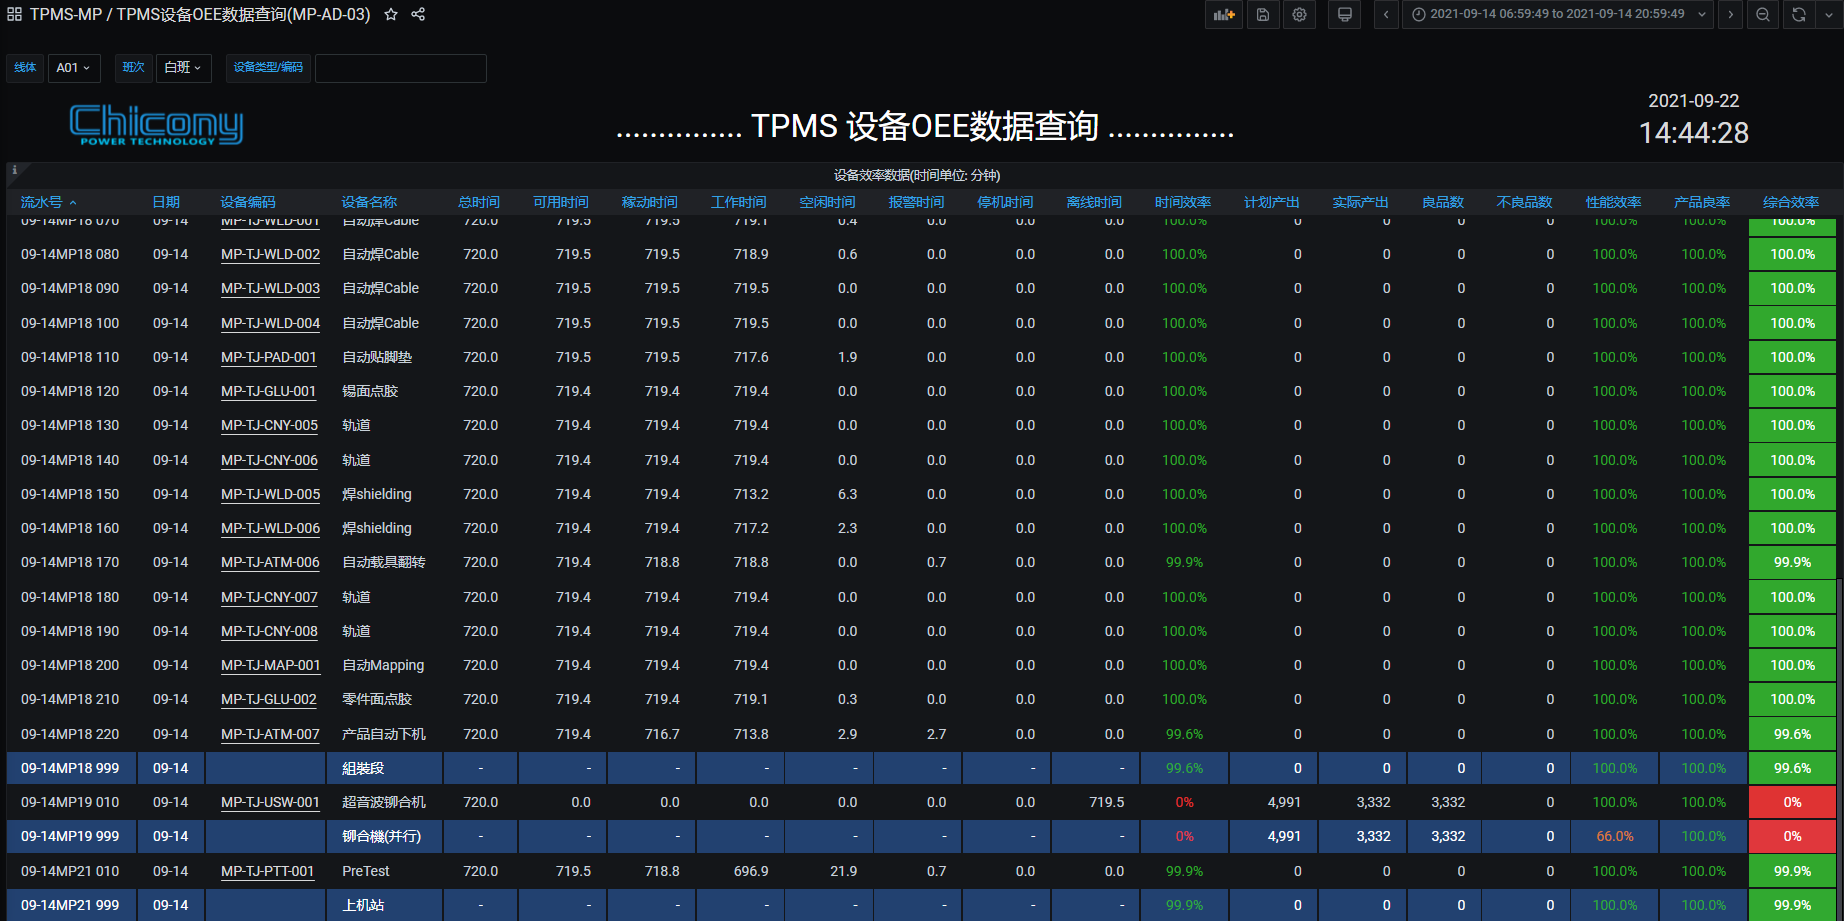 TPMS-MP / TPMS设备OEE数据查询(MP-AD-03)
2021-09-14 06:59:49 to 2021-09-14 20:59:49
线体 A01 班次 白班 设备类型/编码
Chicony
POWER TECHNOLOGY
............... TPMS 设备OEE数据查询 ...............
2021-09-22
14:44:28
设备效率数据(时间单位: 分钟)
流水号 日期 设备编码 设备名称 总时间 可用时间 稼动时间 工作时间 空闲时间 报警时间 停机时间 离线时间 时间效率 计划产出 实际产出 良品数 不良品数 性能效率 产品良率 综合效率
09-14MP18 070 09-14 MP-TJ-WLD-001 自动焊Cable 720.0 719.5 719.5 719.1 0.4 0.0 0.0 0.0 100.0% 0 0 0 0 100.0% 100.0% 100.0%
09-14MP18 080 09-14 MP-TJ-WLD-002 自动焊Cable 720.0 719.5 719.5 718.9 0.6 0.0 0.0 0.0 100.0% 0 0 0 0 100.0% 100.0% 100.0%
09-14MP18 090 09-14 MP-TJ-WLD-003 自动焊Cable 720.0 719.5 719.5 719.5 0.0 0.0 0.0 0.0 100.0% 0 0 0 0 100.0% 100.0% 100.0%
09-14MP18 100 09-14 MP-TJ-WLD-004 自动焊Cable 720.0 719.5 719.5 719.5 0.0 0.0 0.0 0.0 100.0% 0 0 0 0 100.0% 100.0% 100.0%
09-14MP18 110 09-14 MP-TJ-PAD-001 自动贴脚垫 720.0 719.5 719.5 717.6 1.9 0.0 0.0 0.0 100.0% 0 0 0 0 100.0% 100.0% 100.0%
09-14MP18 120 09-14 MP-TJ-GLU-001 锡面点胶 720.0 719.4 719.4 719.4 0.0 0.0 0.0 0.0 100.0% 0 0 0 0 100.0% 100.0% 100.0%
09-14MP18 130 09-14 MP-TJ-CNY-005 轨道 720.0 719.4 719.4 719.4 0.0 0.0 0.0 0.0 100.0% 0 0 0 0 100.0% 100.0% 100.0%
09-14MP18 140 09-14 MP-TJ-CNY-006 轨道 720.0 719.4 719.4 719.4 0.0 0.0 0.0 0.0 100.0% 0 0 0 0 100.0% 100.0% 100.0%
09-14MP18 150 09-14 MP-TJ-WLD-005 焊shielding 720.0 719.4 719.4 713.2 6.3 0.0 0.0 0.0 100.0% 0 0 0 0 100.0% 100.0% 100.0%
09-14MP18 160 09-14 MP-TJ-WLD-006 焊shielding 720.0 719.4 719.4 717.2 2.3 0.0 0.0 0.0 100.0% 0 0 0 0 100.0% 100.0% 100.0%
09-14MP18 170 09-14 MP-TJ-ATM-006 自动载具翻转 720.0 719.4 718.8 718.8 0.0 0.7 0.0 0.0 99.9% 0 0 0 0 100.0% 100.0% 99.9%
09-14MP18 180 09-14 MP-TJ-CNY-007 轨道 720.0 719.4 719.4 719.4 0.0 0.0 0.0 0.0 100.0% 0 0 0 0 100.0% 100.0% 100.0%
09-14MP18 190 09-14 MP-TJ-CNY-008 轨道 720.0 719.4 719.4 719.4 0.0 0.0 0.0 0.0 100.0% 0 0 0 0 100.0% 100.0% 100.0%
09-14MP18 200 09-14 MP-TJ-MAP-001 自动Mapping 720.0 719.4 719.4 719.4 0.0 0.0 0.0 0.0 100.0% 0 0 0 0 100.0% 100.0% 100.0%
09-14MP18 210 09-14 MP-TJ-GLU-002 零件面点胶 720.0 719.4 719.4 719.1 0.3 0.0 0.0 0.0 100.0% 0 0 0 0 100.0% 100.0% 100.0%
09-14MP18 220 09-14 MP-TJ-ATM-007 产品自动下机 720.0 719.4 716.7 713.8 2.9 2.7 0.0 0.0 99.6% 0 0 0 0 100.0% 100.0% 99.6%
09-14MP18 999 09-14 組裝段 - - - - - - - - 99.6% 0 0 0 0 100.0% 100.0% 99.6%
09-14MP19 010 09-14 MP-TJ-USW-001 超音波铆合机 720.0 0.0 0.0 0.0 0.0 0.0 0.0 719.5 0% 4,991 3,332 3,332 0 100.0% 100.0% 0%
09-14MP19 999 09-14 铆合機(并行) - - - - - - - - 0% 4,991 3,332 3,332 0 66.0% 100.0% 0%
09-14MP21 010 09-14 MP-TJ-PTT-001 PreTest 720.0 719.5 718.8 696.9 21.9 0.7 0.0 0.0 99.9% 0 0 0 0 100.0% 100.0% 99.9%
09-14MP21 999 09-14 上机站 - - - - - - - - 99.9% 0 0 0 0 100.0% 100.0% 99.9%